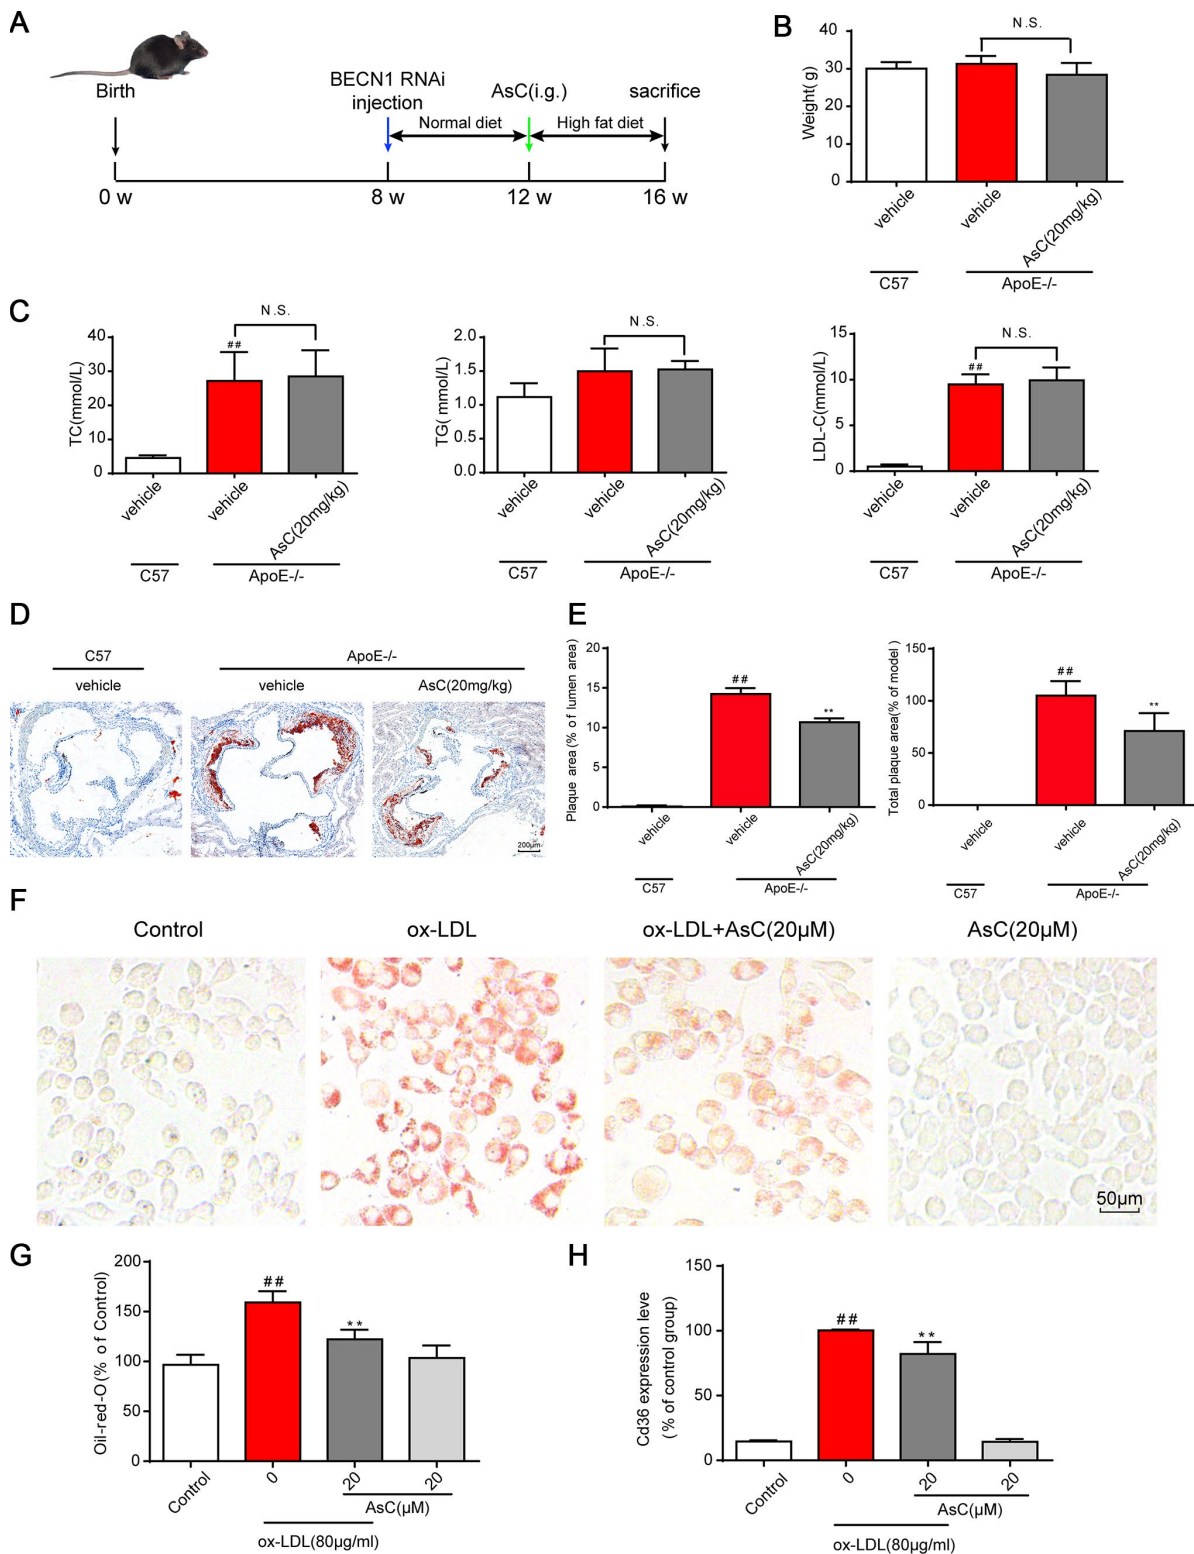 A
Birth
BECN1 RNAi
injection
AsC(i.g.)
sacrifice
Normal diet
High fat diet
0 w
8 w
12 w
16 w
B
Weight( g)
40
30
20
10
0
N.S.
vehicle
vehicle
AsC(20mg/kg)
C57
ApoE-/-
C
TC(mmol/L)
40
30
20
10
0
##
N.S.
vehicle
vehicle
AsC(20mg/kg)
C57
ApoE-/-
TG( mmol/L)
2.0
1.5
1.0
0.5
0.0
N.S.
vehicle
vehicle
AsC(20mg/kg)
C57
ApoE-/-
LDL-C(mmol/L)
15
10
5
0
##
N.S.
vehicle
vehicle
AsC(20mg/kg)
C57
ApoE-/-
D
C57
ApoE-/-
vehicle
vehicle
AsC(20mg/kg)
200μm
E
Plaque area(% of lumen area)
20
15
10
5
0
##
**
vehicle
vehicle
AsC(20mg/kg)
C57
ApoE-/-
Total plaque area(% of model )
150
100
50
0
##
**
vehicle
vehicle
AsC(20mg/kg)
C57
ApoE-/-
F
Control
ox-LDL
ox-LDL+AsC(20μM)
AsC(20μM)
50μm
G
Oil-red-O(% of Control)
200
150
100
50
0
##
**
Control
0
20
20
AsC(μM)
ox-LDL(80μg/ml)
H
Cd36 expression leve
(% of control group)
150
100
50
0
##
**
Control
0
20
20
AsC(μM)
ox-LDL(80μg/ml)